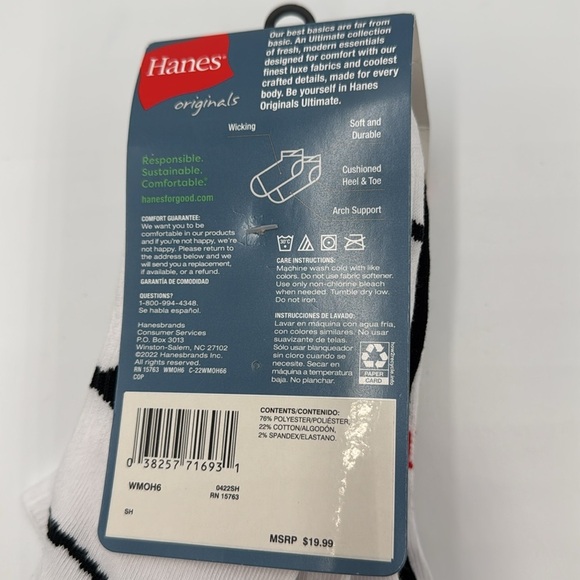 Hanes
originals
Our best basics are far from
basic. An Ultimate collection
of fresh, modern essentials
designed for comfort with our
finest luxe fabrics and coolest
crafted details, made for every
body. Be yourself in Hanes
Originals Ultimate.
Wicking
Soft and
Durable
Cushioned
Heel & Toe
Arch Support
Responsible.
Sustainable.
Comfortable.
hanesforgood.com
COMFORT GUARANTEE:
We want you to be
comfortable in our products
and if you're not happy, we're
not happy. Please return to
the address below and we
will send you a replacement,
if available, or a refund.
GARANTÍA DE COMODIDAD
QUESTIONS?
1-800-994-4348.
Se habla español.
Hanesbrands
Consumer Services
P.O. Box 3013
Winston-Salem, NC 27102
©2022 Hanesbrands Inc.
All rights reserved.
RN 15763 WMOH6 C-22WMOH66
COP
CARE INSTRUCTIONS:
Machine wash cold with like
colors. Do not use fabric softener.
Use only non-chlorine bleach
when needed. Tumble dry low.
Do not iron.
INSTRUCCIONES DE LAVADO:
Lavar en máquina con agua fría,
con colores similares. No usar
suavizante de telas.
Sólo usar blanqueador
sin cloro cuando se
necesite. Secar en
máquina a temperatura
baja. No planchar.
PAPER
CARD
how2recycle.info
CONTENTS/CONTENIDO:
76% POLYESTER/POLIÉSTER,
22% COTTON/ALGODÓN,
2% SPANDEX/ELASTANO.
0 38257 71693 1
WMOH6
0422SH
RN 15763
SH
MSRP $19.99